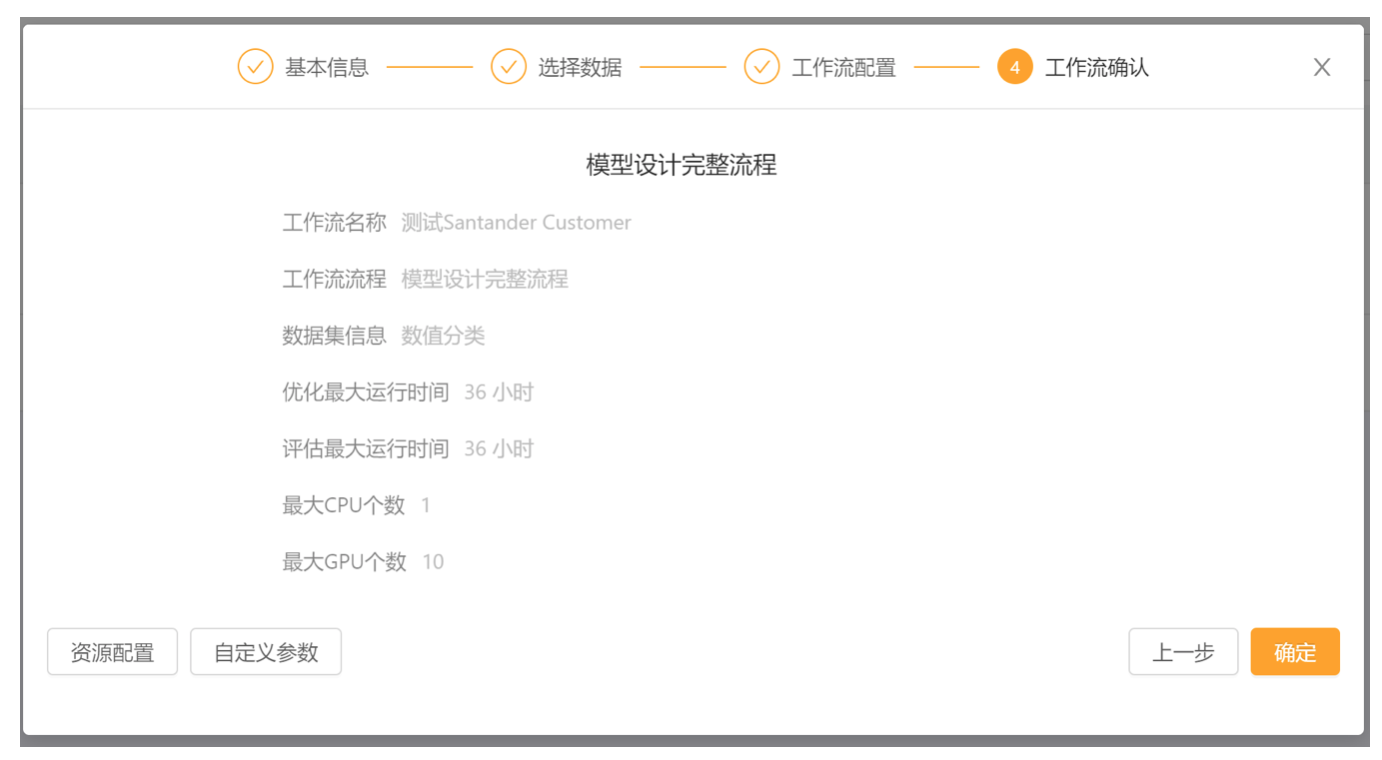 基本信息 选择数据 工作流配置 4 工作流确认 X
模型设计完整流程
工作流名称 测试Santander Customer
工作流流程 模型设计完整流程
数据集信息 数值分类
优化最大运行时间 36 小时
评估最大运行时间 36 小时
最大CPU个数 1
最大GPU个数 10
资源配置 自定义参数 上一步 确定